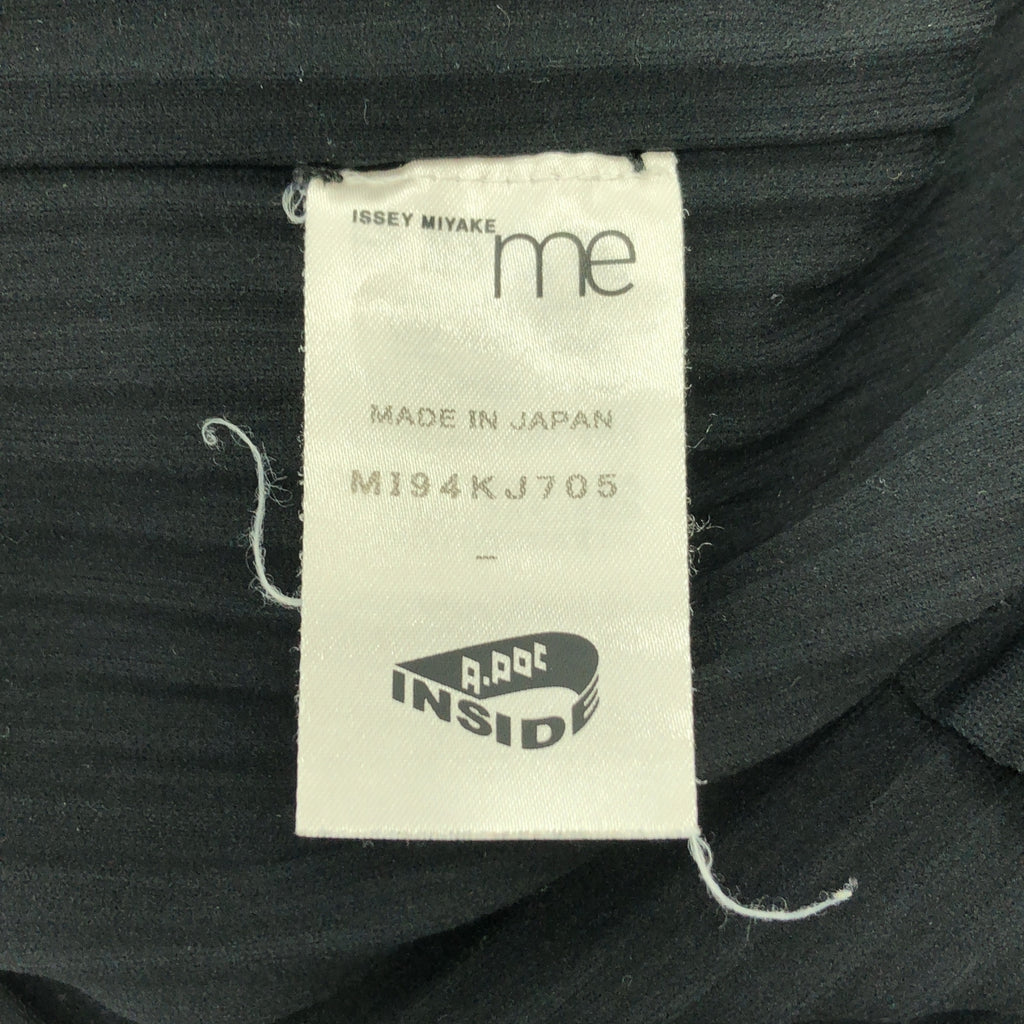 ISSEY MIYAKE
me
MADE IN JAPAN
MI94KJ705
–
A.POC
INSIDE